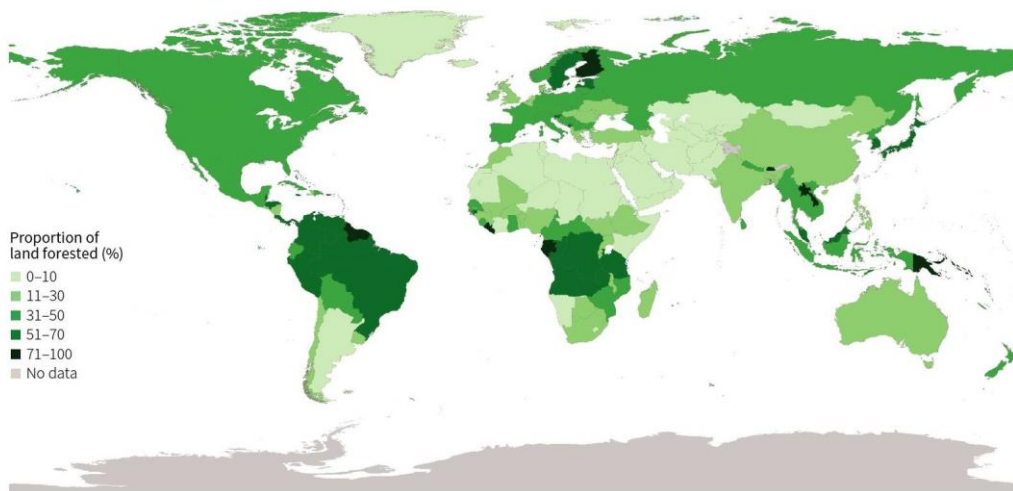 Proportion of
land forested (%)
0–10
11–30
31–50
51–70
71–100
No data